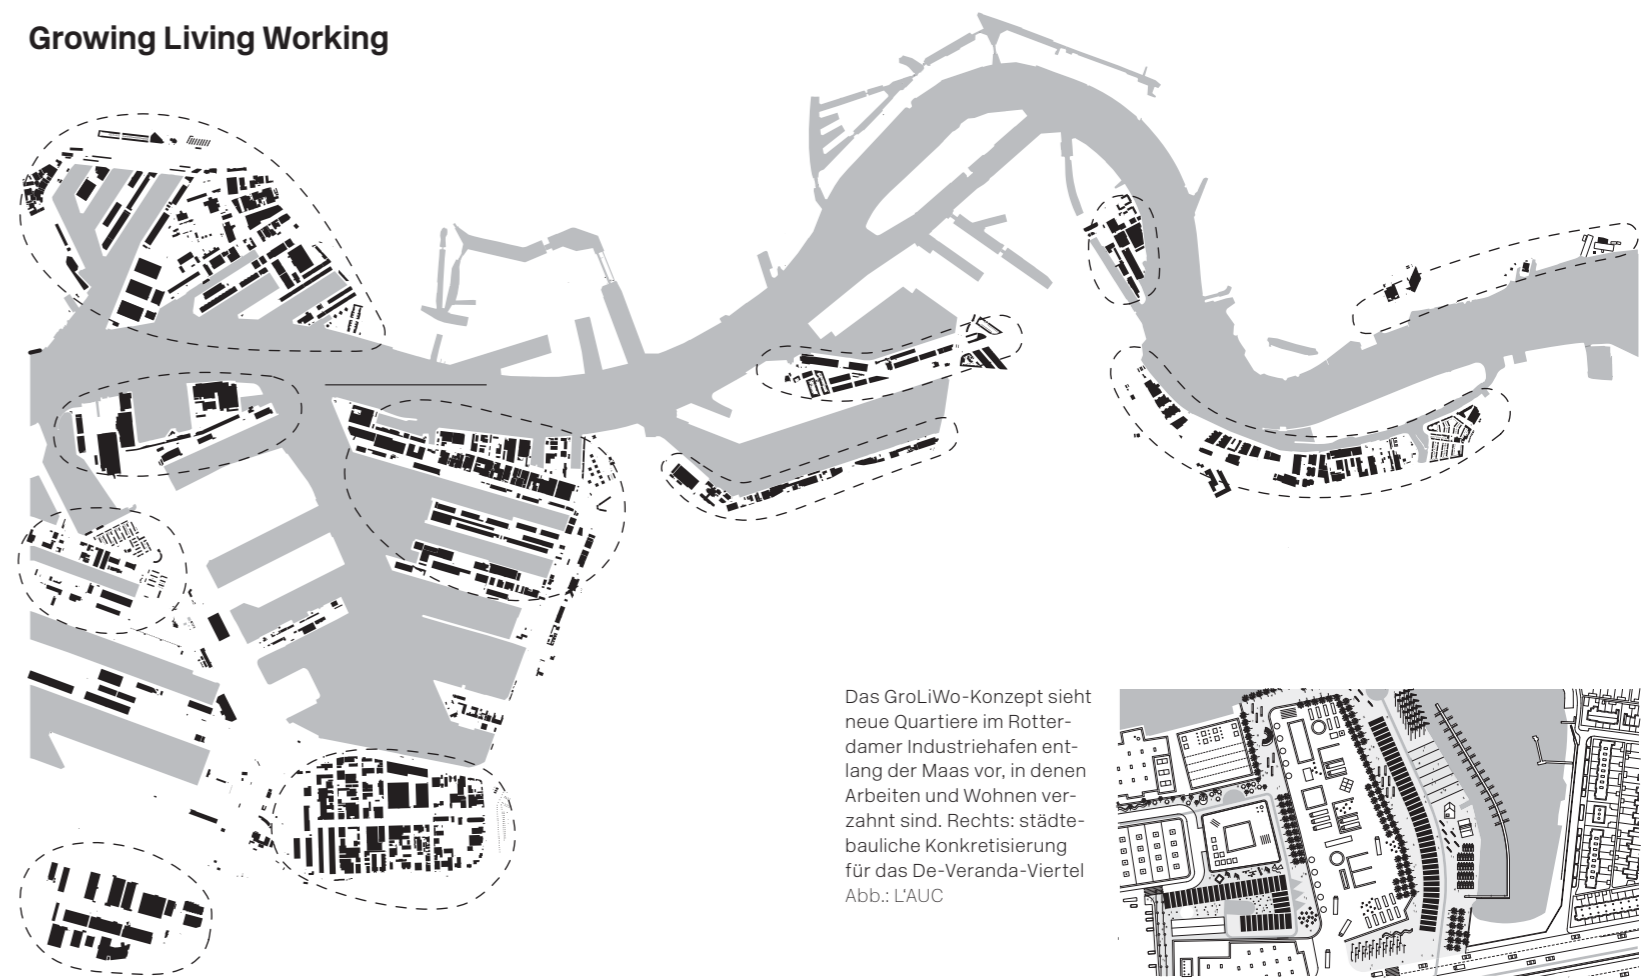 Growing Living Working
Das GroLiWo-Konzept sieht
neue Quartiere im Rotter-
damer Industriehafen ent-
lang der Maas vor, in denen
Arbeiten und Wohnen ver-
zahnt sind. Rechts: städte-
bauliche Konkretisierung
für das De-Veranda-Viertel
Abb.: L‘AUC